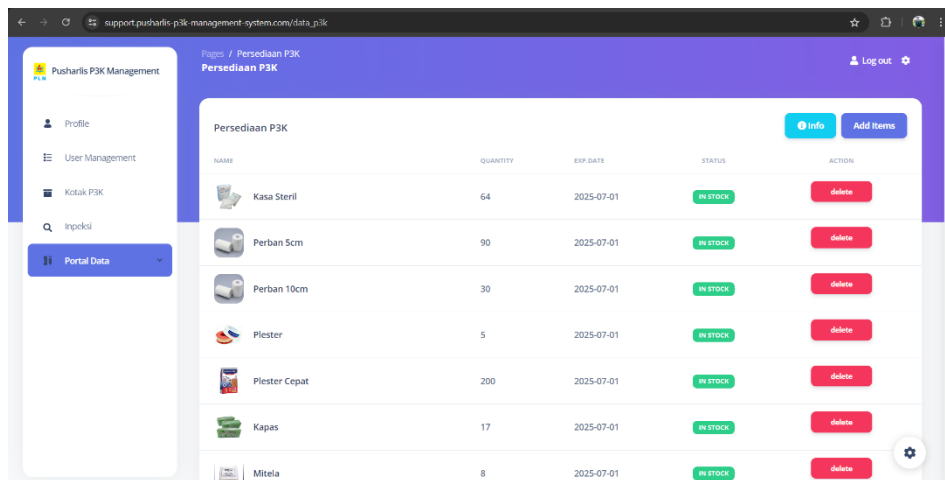 support.pusharlis-p3k-management-system.com/data_p3k
PLN
Pusharlis P3K Management
Profile
User Management
Kotak P3K
Inpeksi
Portal Data
Pages / Persediaan P3K
Persediaan P3K
Log out
Persediaan P3K
Info
Add Items
NAME QUANTITY EXP.DATE STATUS ACTION
Kasa Steril 64 2025-07-01 IN STOCK delete
Perban 5cm 90 2025-07-01 IN STOCK delete
Perban 10cm 30 2025-07-01 IN STOCK delete
Plester 5 2025-07-01 IN STOCK delete
Plester Cepat 200 2025-07-01 IN STOCK delete
Kapas 17 2025-07-01 IN STOCK delete
Mitela 8 2025-07-01 IN STOCK delete